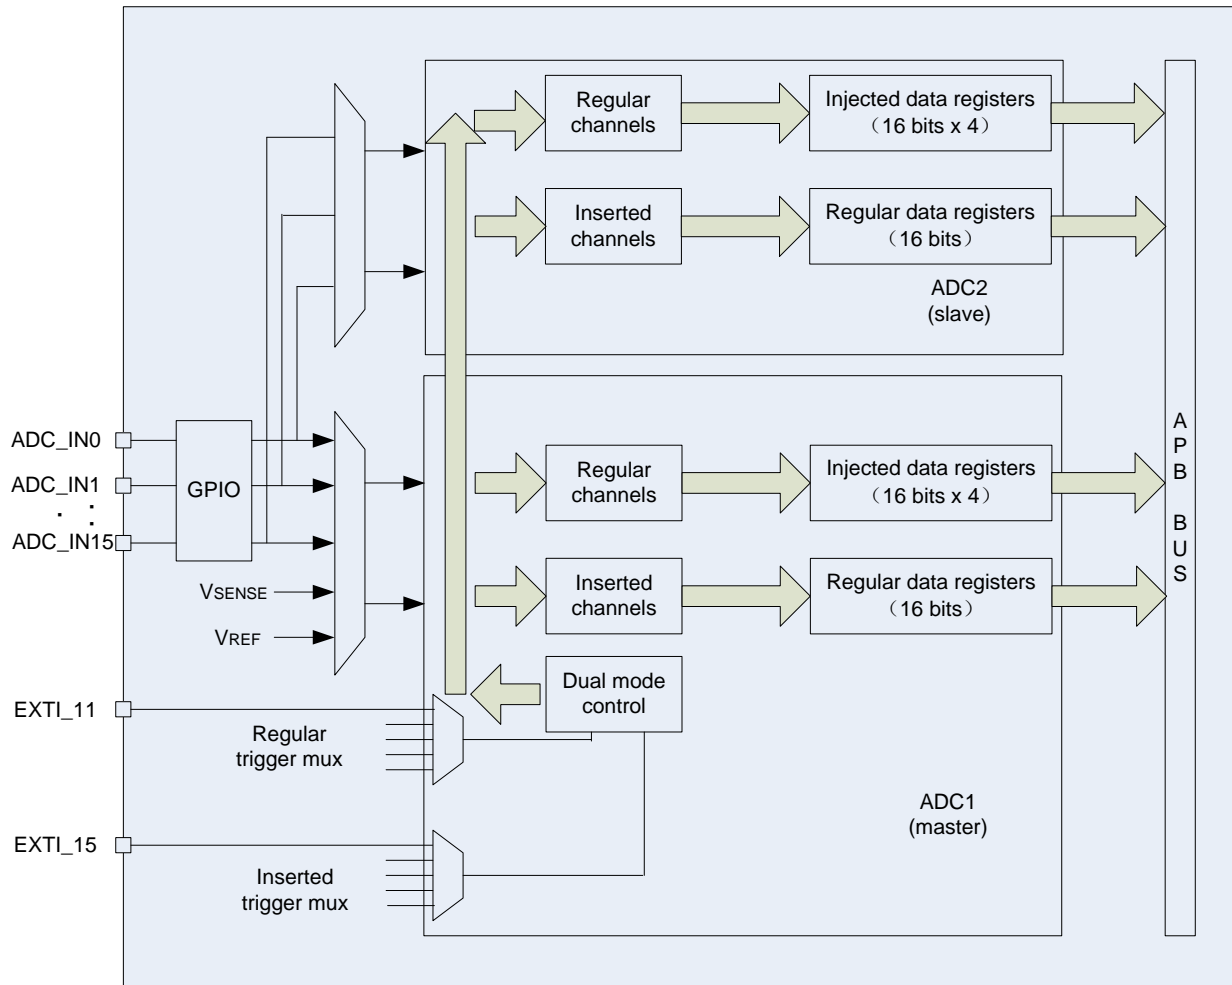 Regular
channels
Injected data registers
（16 bits x 4）
Inserted
channels
Regular data registers
（16 bits）
ADC2
(slave)
ADC_IN0
ADC_IN1
ADC_IN15
GPIO
VSENSE
VREF
Regular
channels
Injected data registers
（16 bits x 4）
Inserted
channels
Regular data registers
（16 bits）
Dual mode
control
EXTI_11
Regular
trigger mux
EXTI_15
Inserted
trigger mux
ADC1
(master)
A
P
B
B
U
S